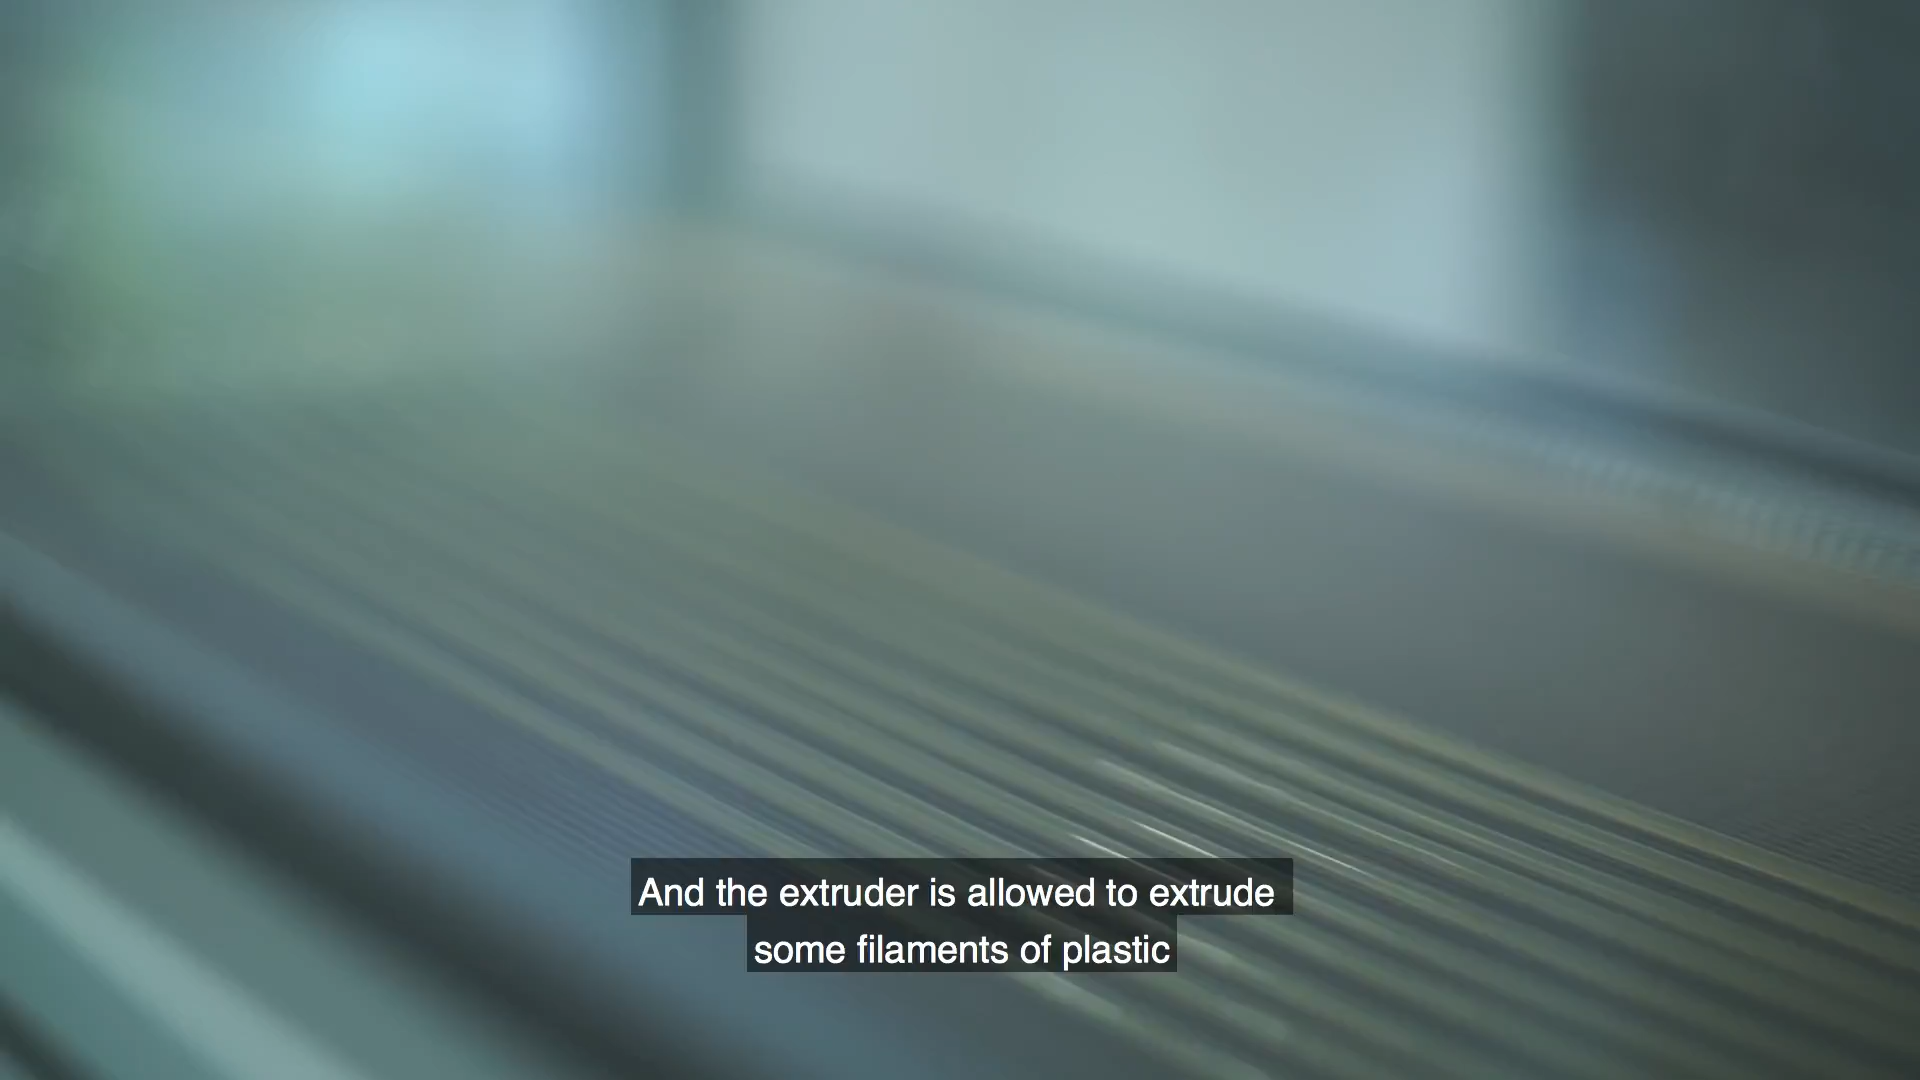 And the extruder is allowed to extrude
some filaments of plastic